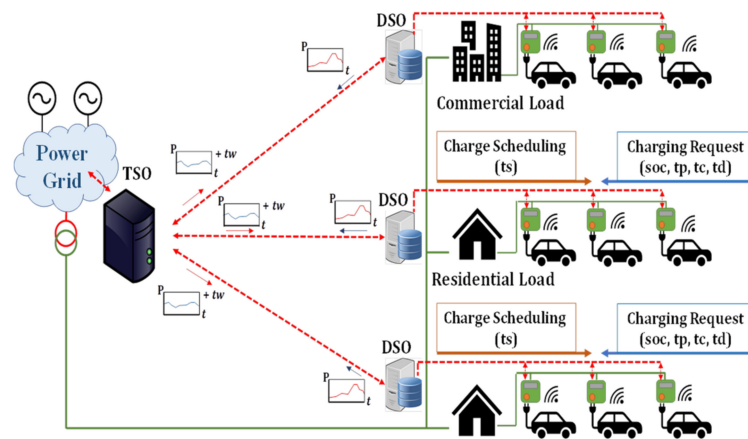 DSO
P
t
Commercial Load
Power
Grid
TSO
P + tw
t
Charge Scheduling
(ts)
Charging Request
(soc, tp, tc, td)
DSO
P + tw
t
P
t
Residential Load
P + tw
t
Charge Scheduling
(ts)
Charging Request
(soc, tp, tc, td)
DSO
P
t